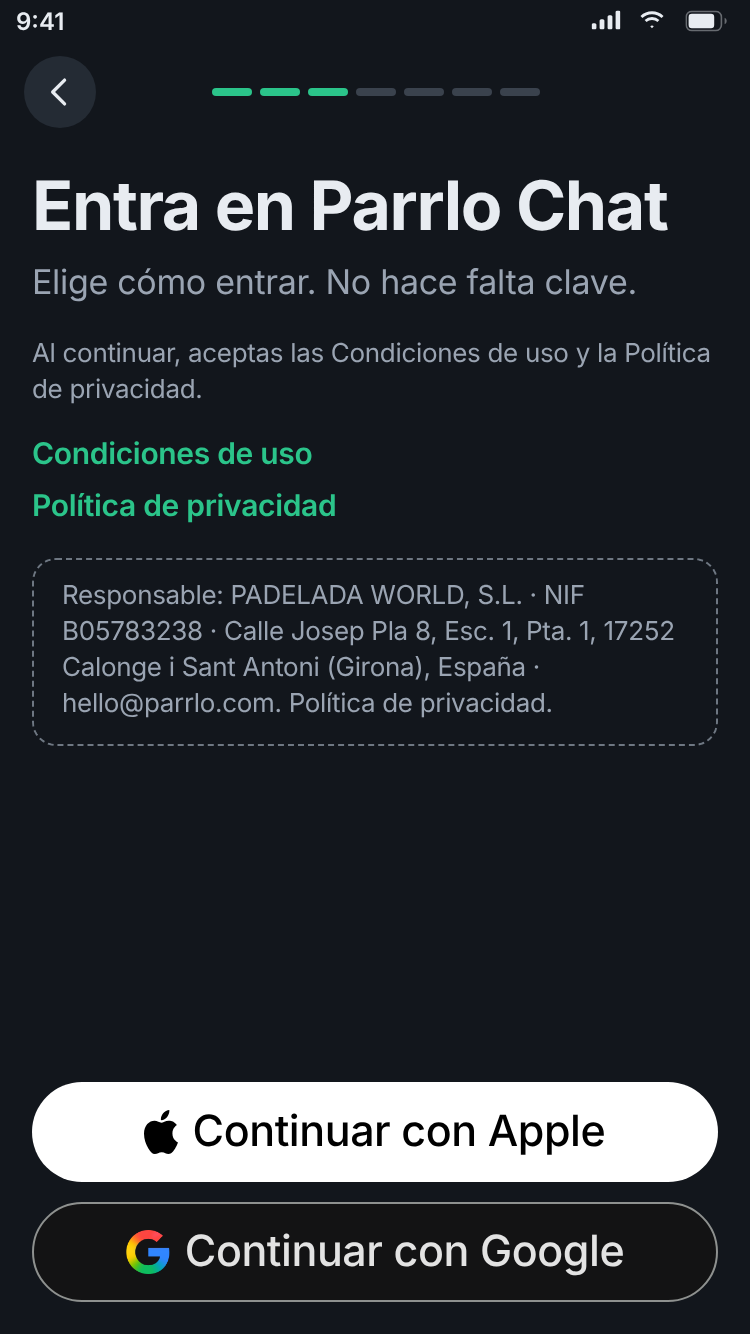 9:41
Entra en Parrlo Chat
Elige cómo entrar. No hace falta clave.
Al continuar, aceptas las Condiciones de uso y la Política
de privacidad.
Condiciones de uso
Política de privacidad
Responsable: PADELADA WORLD, S.L. · NIF
B05783238 · Calle Josep Pla 8, Esc. 1, Pta. 1, 17252
Calonge i Sant Antoni (Girona), España ·
hello@parrlo.com. Política de privacidad.
Continuar con Apple
Continuar con Google